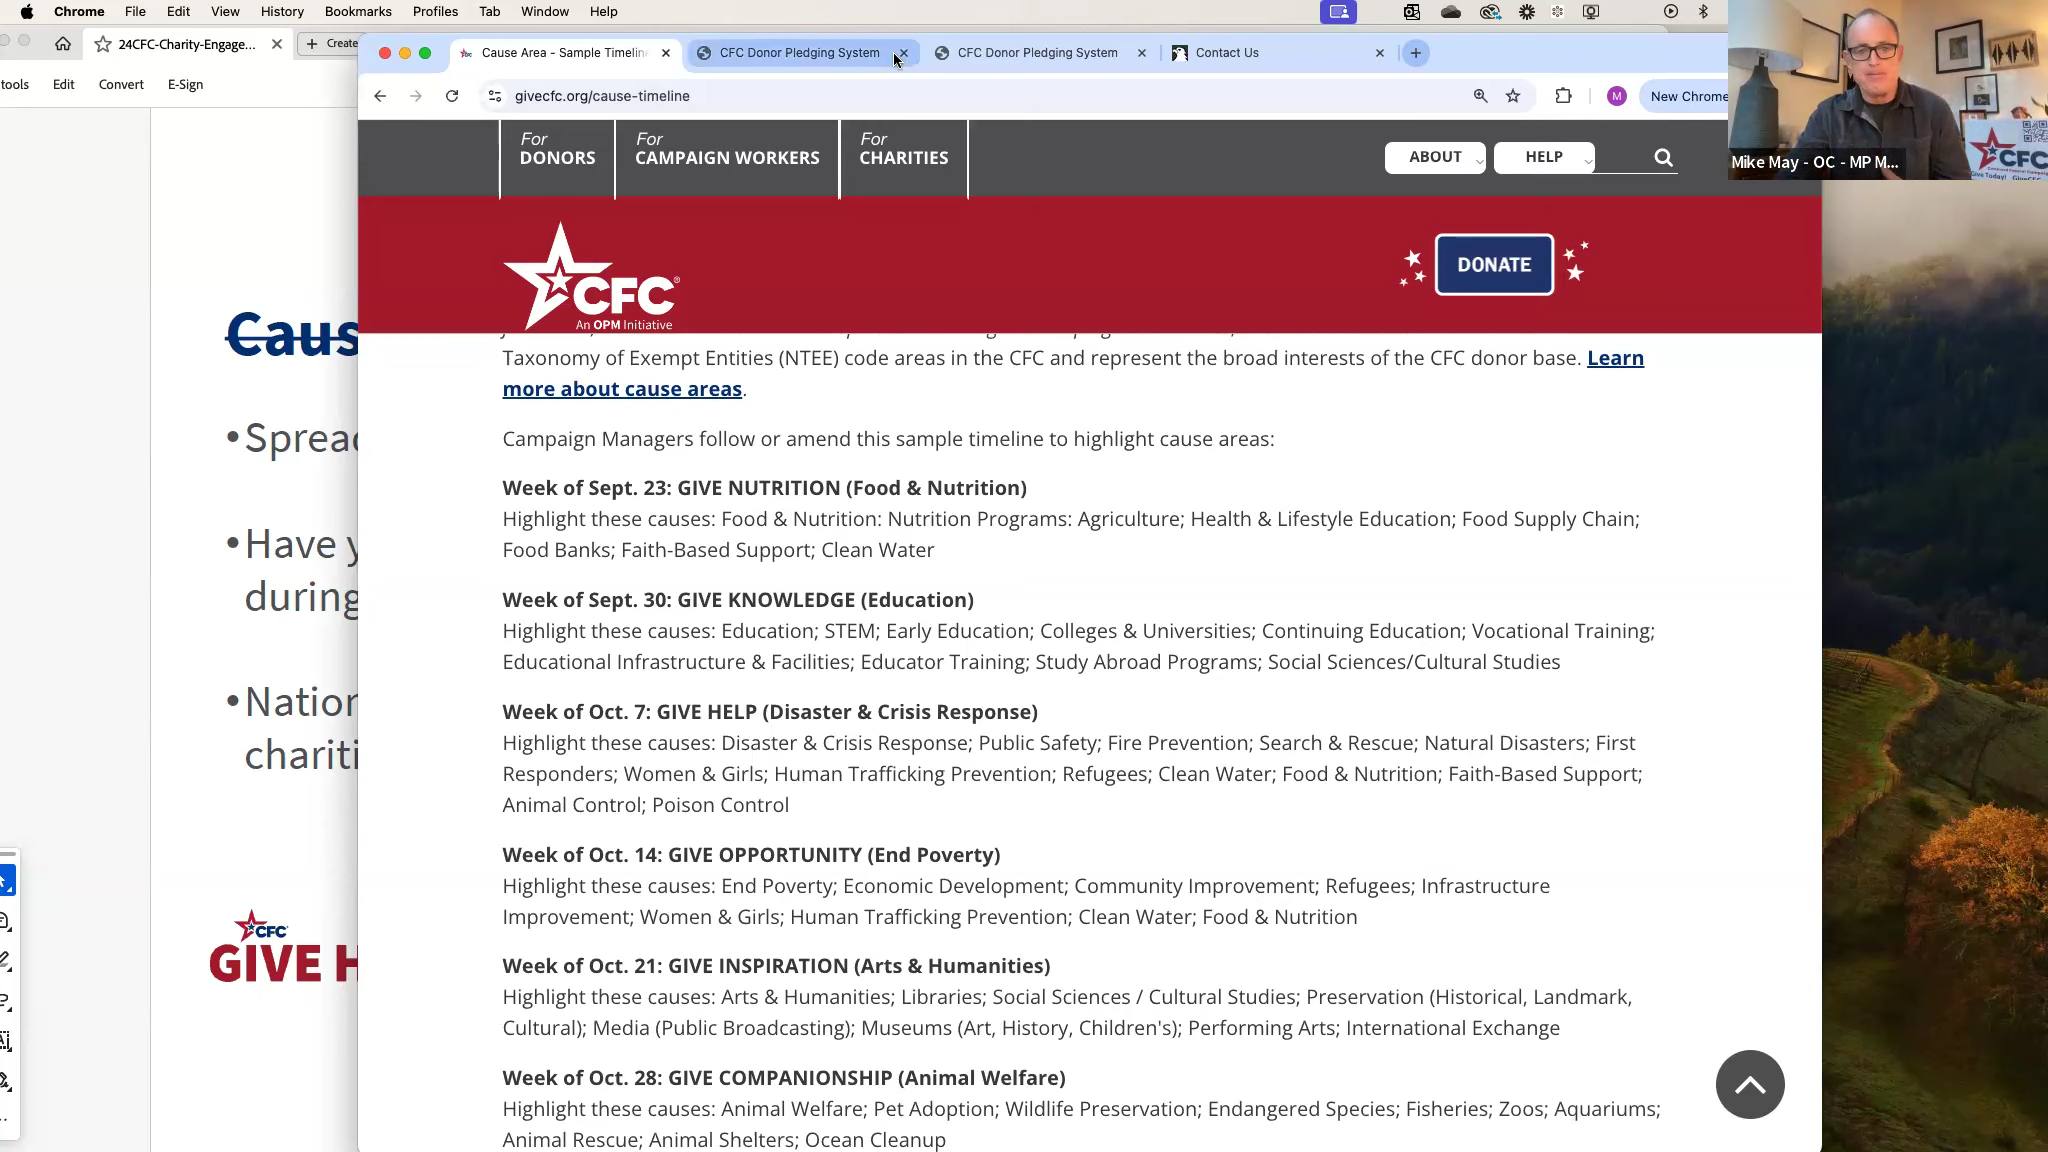 Chrome File Edit View History Bookmarks Profiles Tab Window Help
24CFC-Charity-Engage... Create
tools Edit Convert E-Sign
Cause Area - Sample Timeline CFC Donor Pledging System CFC Donor Pledging System Contact Us
givecfc.org/cause-timeline
M New Chrome
Mike May - OC - MP M...
CFC
Give Today!
For DONORS
For CAMPAIGN WORKERS
For CHARITIES
ABOUT HELP
CFC
An OPM Initiative
DONATE
Taxonomy of Exempt Entities (NTEE) code areas in the CFC and represent the broad interests of the CFC donor base. Learn
more about cause areas.
Campaign Managers follow or amend this sample timeline to highlight cause areas:
Week of Sept. 23: GIVE NUTRITION (Food & Nutrition)
Highlight these causes: Food & Nutrition: Nutrition Programs: Agriculture; Health & Lifestyle Education; Food Supply Chain;
Food Banks; Faith-Based Support; Clean Water
Week of Sept. 30: GIVE KNOWLEDGE (Education)
Highlight these causes: Education; STEM; Early Education; Colleges & Universities; Continuing Education; Vocational Training;
Educational Infrastructure & Facilities; Educator Training; Study Abroad Programs; Social Sciences/Cultural Studies
Week of Oct. 7: GIVE HELP (Disaster & Crisis Response)
Highlight these causes: Disaster & Crisis Response; Public Safety; Fire Prevention; Search & Rescue; Natural Disasters; First
Responders; Women & Girls; Human Trafficking Prevention; Refugees; Clean Water; Food & Nutrition; Faith-Based Support;
Animal Control; Poison Control
Week of Oct. 14: GIVE OPPORTUNITY (End Poverty)
Highlight these causes: End Poverty; Economic Development; Community Improvement; Refugees; Infrastructure
Improvement; Women & Girls; Human Trafficking Prevention; Clean Water; Food & Nutrition
Week of Oct. 21: GIVE INSPIRATION (Arts & Humanities)
Highlight these causes: Arts & Humanities; Libraries; Social Sciences / Cultural Studies; Preservation (Historical, Landmark,
Cultural); Media (Public Broadcasting); Museums (Art, History, Children's); Performing Arts; International Exchange
Week of Oct. 28: GIVE COMPANIONSHIP (Animal Welfare)
Highlight these causes: Animal Welfare; Pet Adoption; Wildlife Preservation; Endangered Species; Fisheries; Zoos; Aquariums;
Animal Rescue; Animal Shelters; Ocean Cleanup
Caus
•Spread
•Have y
during
•Nation
chariti
CFC
GIVE H